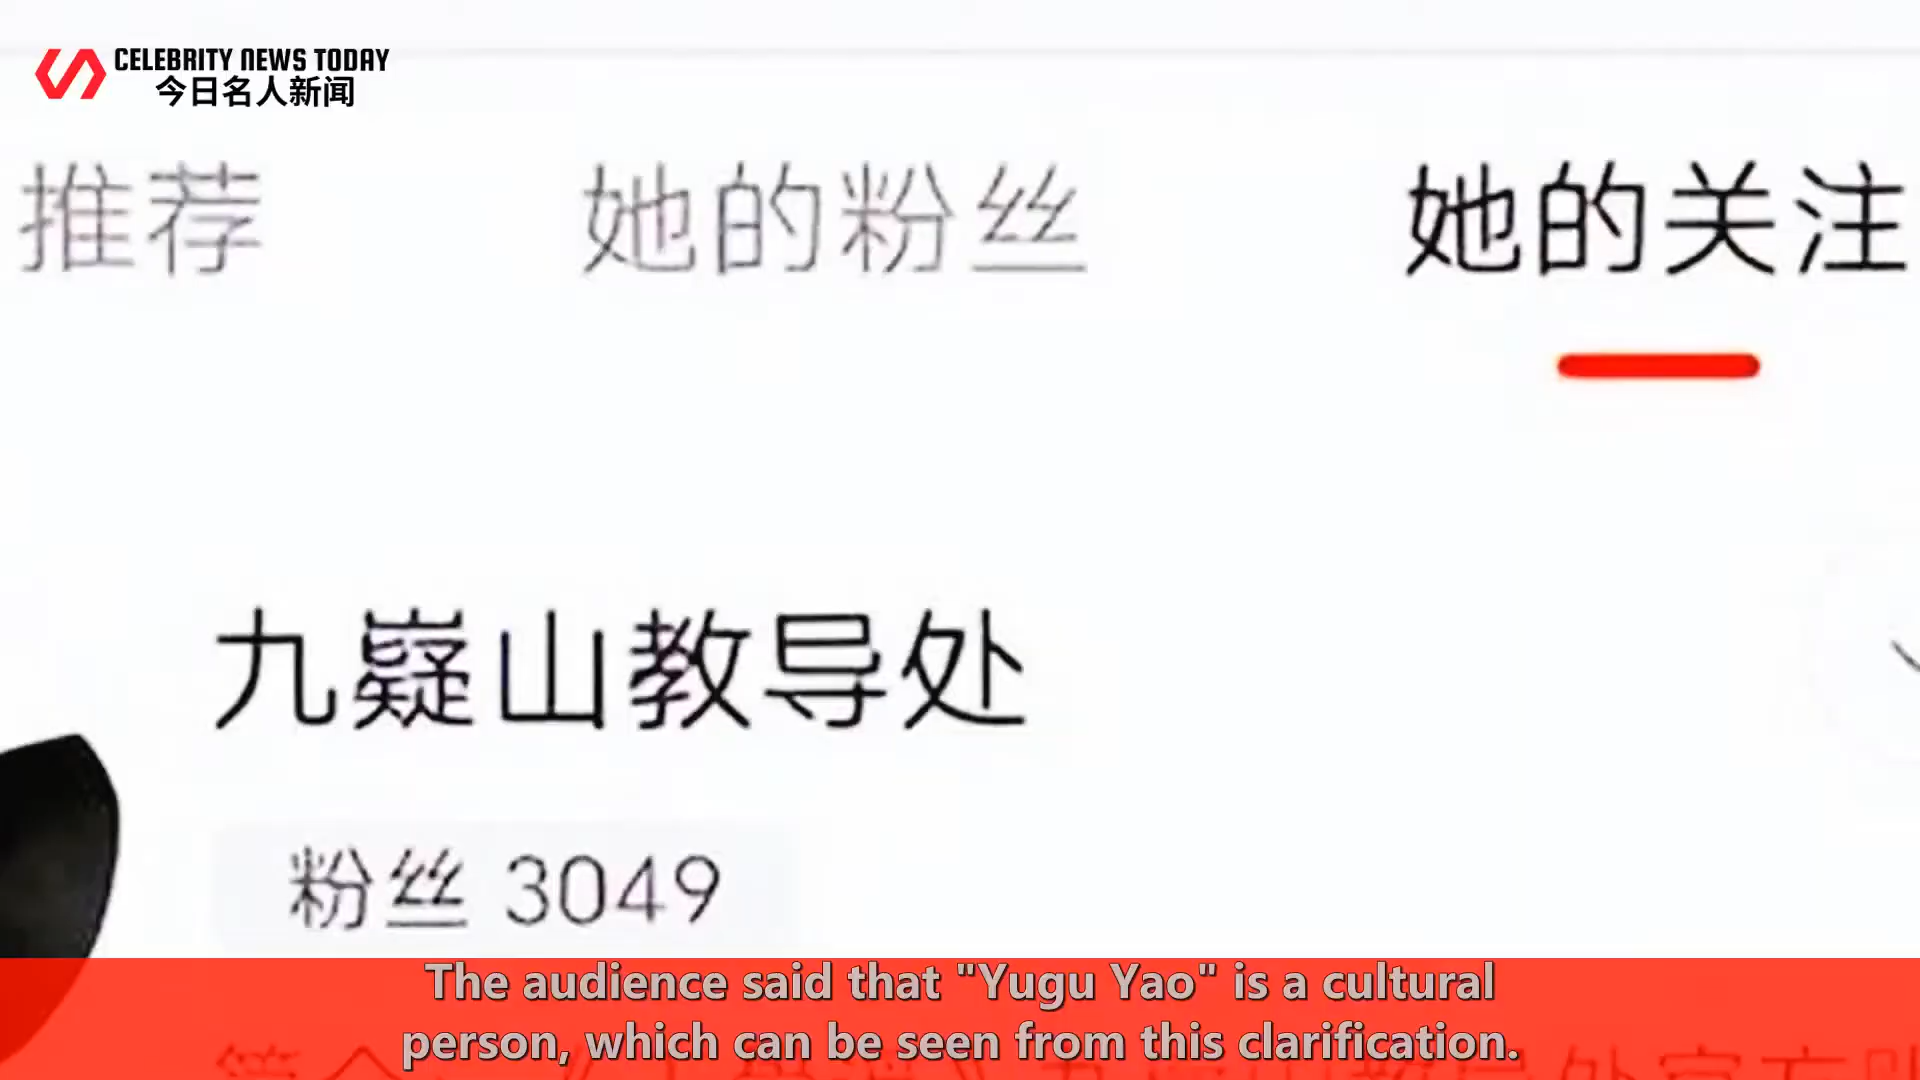 CELEBRITY NEWS TODAY
今日名人新闻
推荐 她的粉丝 她的关注
九嶷山教导处
粉丝 3049
The audience said that "Yugu Yao" is a cultural
person, which can be seen from this clarification.